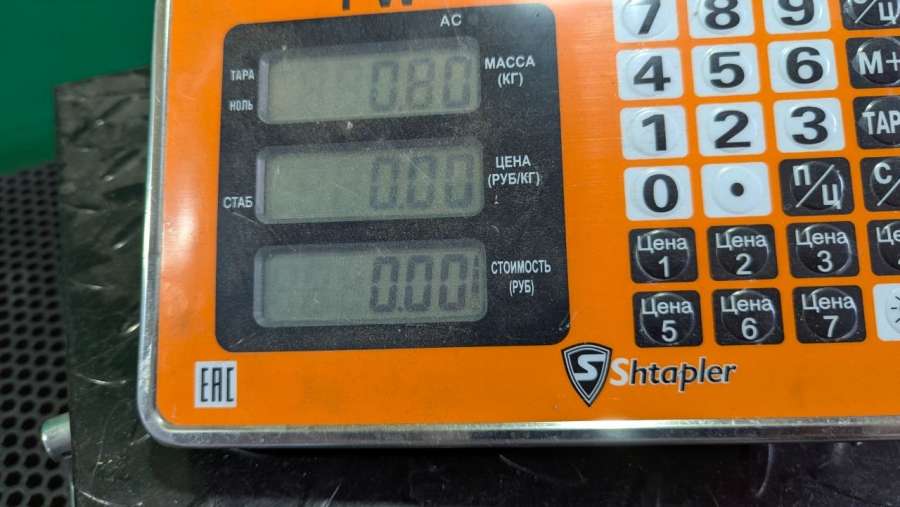 АС
ТАРА
НОЛЬ
0.80
МАССА
(КГ)
СТАБ
0.00
ЦЕНА
(РУБ/КГ)
0.00
СТОИМОСТЬ
(РУБ)
7 8 9
4 5 6 М+
1 2 3
0 . П/Ц
Цена 1 Цена 2 Цена 3
Цена 5 Цена 6 Цена 7
EAC
S Shtapler